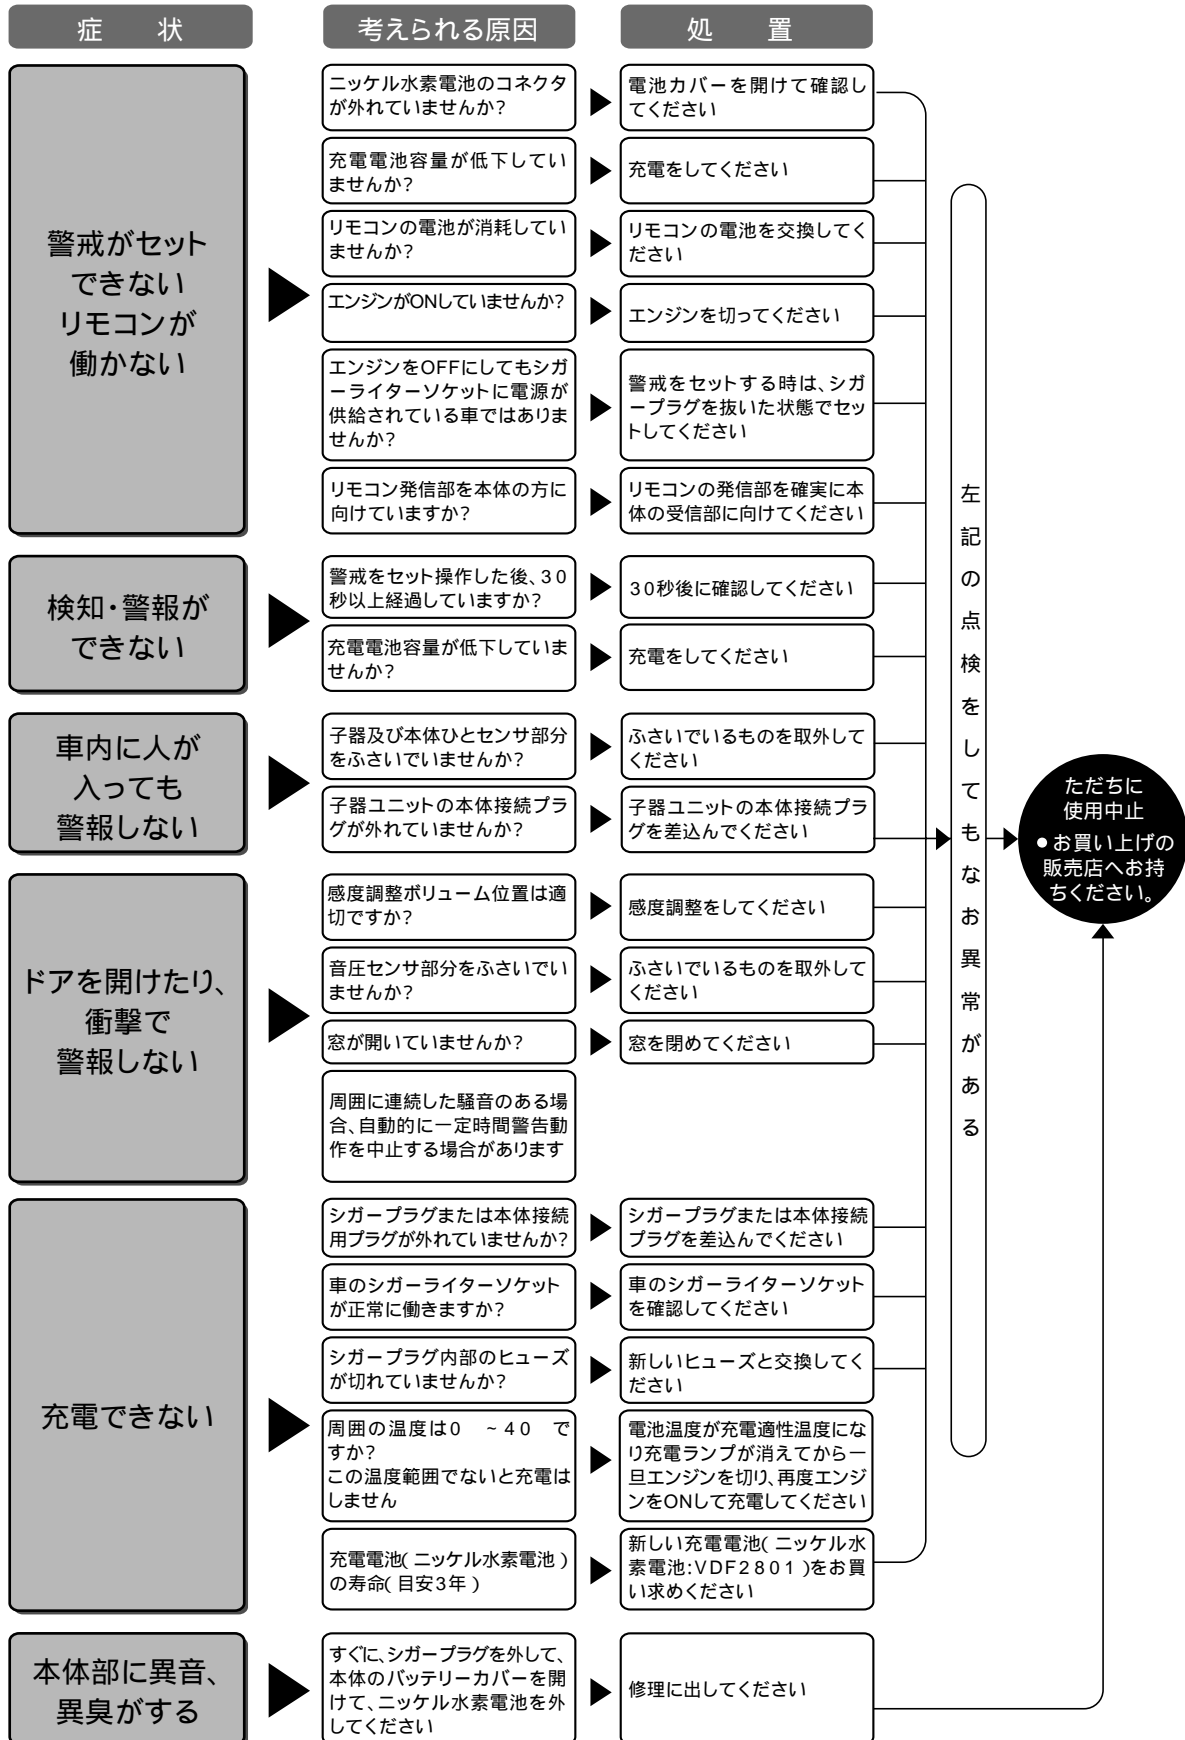 症 状
考えられる原因
処 置
警戒がセット
できない
リモコンが
働かない
ニッケル水素電池のコネクタ
が外れていませんか？
電池カバーを開けて確認し
てください
充電電池容量が低下してい
ませんか？
充電をしてください
リモコンの電池が消耗してい
ませんか？
リモコンの電池を交換してく
ださい
エンジンがONしていませんか？
エンジンを切ってください
エンジンをOFFにしてもシガ
ーライターソケットに電源が
供給されている車ではありま
せんか？
警戒をセットする時は、シガ
ープラグを抜いた状態でセッ
トしてください
リモコン発信部を本体の方に
向けていますか？
リモコンの発信部を確実に本
体の受信部に向けてください
検知・警報が
できない
警戒をセット操作した後、30
秒以上経過していますか？
30秒後に確認してください
充電電池容量が低下していま
せんか？
充電をしてください
車内に人が
入っても
警報しない
子器及び本体ひとセンサ部分
をふさいでいませんか？
ふさいでいるものを取外して
ください
子器ユニットの本体接続プラ
グが外れていませんか？
子器ユニットの本体接続プラ
グを差込んでください
ドアを開けたり、
衝撃で
警報しない
感度調整ボリューム位置は適
切ですか？
感度調整をしてください
音圧センサ部分をふさいでい
ませんか？
ふさいでいるものを取外して
ください
窓が開いていませんか？
窓を閉めてください
周囲に連続した騒音のある場
合、自動的に一定時間警告動
作を中止する場合があります
充電できない
シガープラグまたは本体接続
用プラグが外れていませんか？
シガープラグまたは本体接続
プラグを差込んでください
車のシガーライターソケット
が正常に働きますか？
車のシガーライターソケット
を確認してください
シガープラグ内部のヒューズ
が切れていませんか？
新しいヒューズと交換してく
ださい
周囲の温度は0 ～40 で
すか？
この温度範囲でないと充電は
しません
電池温度が充電適性温度にな
り充電ランプが消えてから一
旦エンジンを切り、再度エンジ
ンをONして充電してください
充電電池（ニッケル水素電池）
の寿命（目安3年）
新しい充電電池（ニッケル水
素電池：VDF2801）をお買
い求めください
本体部に異音、
異臭がする
すぐに、シガープラグを外して、
本体のバッテリーカバーを開
けて、ニッケル水素電池を外
してください
修理に出してください
左記の点検をしてもなお異常がある
ただちに
使用中止
●お買い上げの
販売店へお持
ちください。